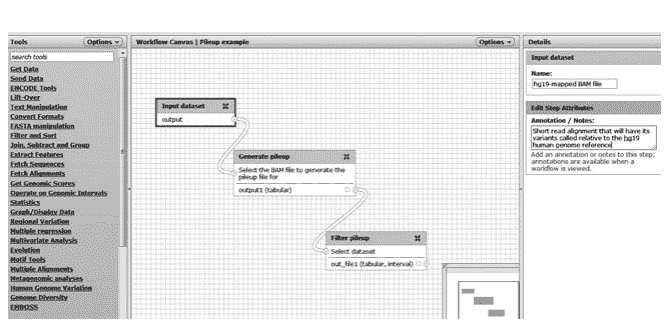 Tools
Options
search tools
Get Data
Send Data
ENCODE Tools
Lift-Over
Text Manipulation
Convert Formats
FASTA manipulation
Filter and Sort
Join, Subtract and Group
Extract Features
Fetch Sequences
Fetch Alignments
Get Genomic Scores
Operate on Genomic Intervals
Statistics
Graph/Display Data
Regional Variation
Multiple regression
Multivariate Analysis
Evolution
Motif Tools
Multiple Alignments
Metagenomic analyses
Human Genome Variation
Genome Diversity
EMBOSS
Workflow Canvas | Pileup example
Options
Input dataset
output
Generate pileup
Select the BAM file to generate the
pileup file for
output1 (tabular)
Filter pileup
Select dataset
out_file1 (tabular, interval)
Details
Input dataset
Name:
hg19-mapped BAM file
Edit Step Attributes
Annotation / Notes:
Short read alignment that will have its
variants called relative to the hg19
human genome reference
Add an annotation or notes to this step;
annotations are available when a
workflow is viewed.